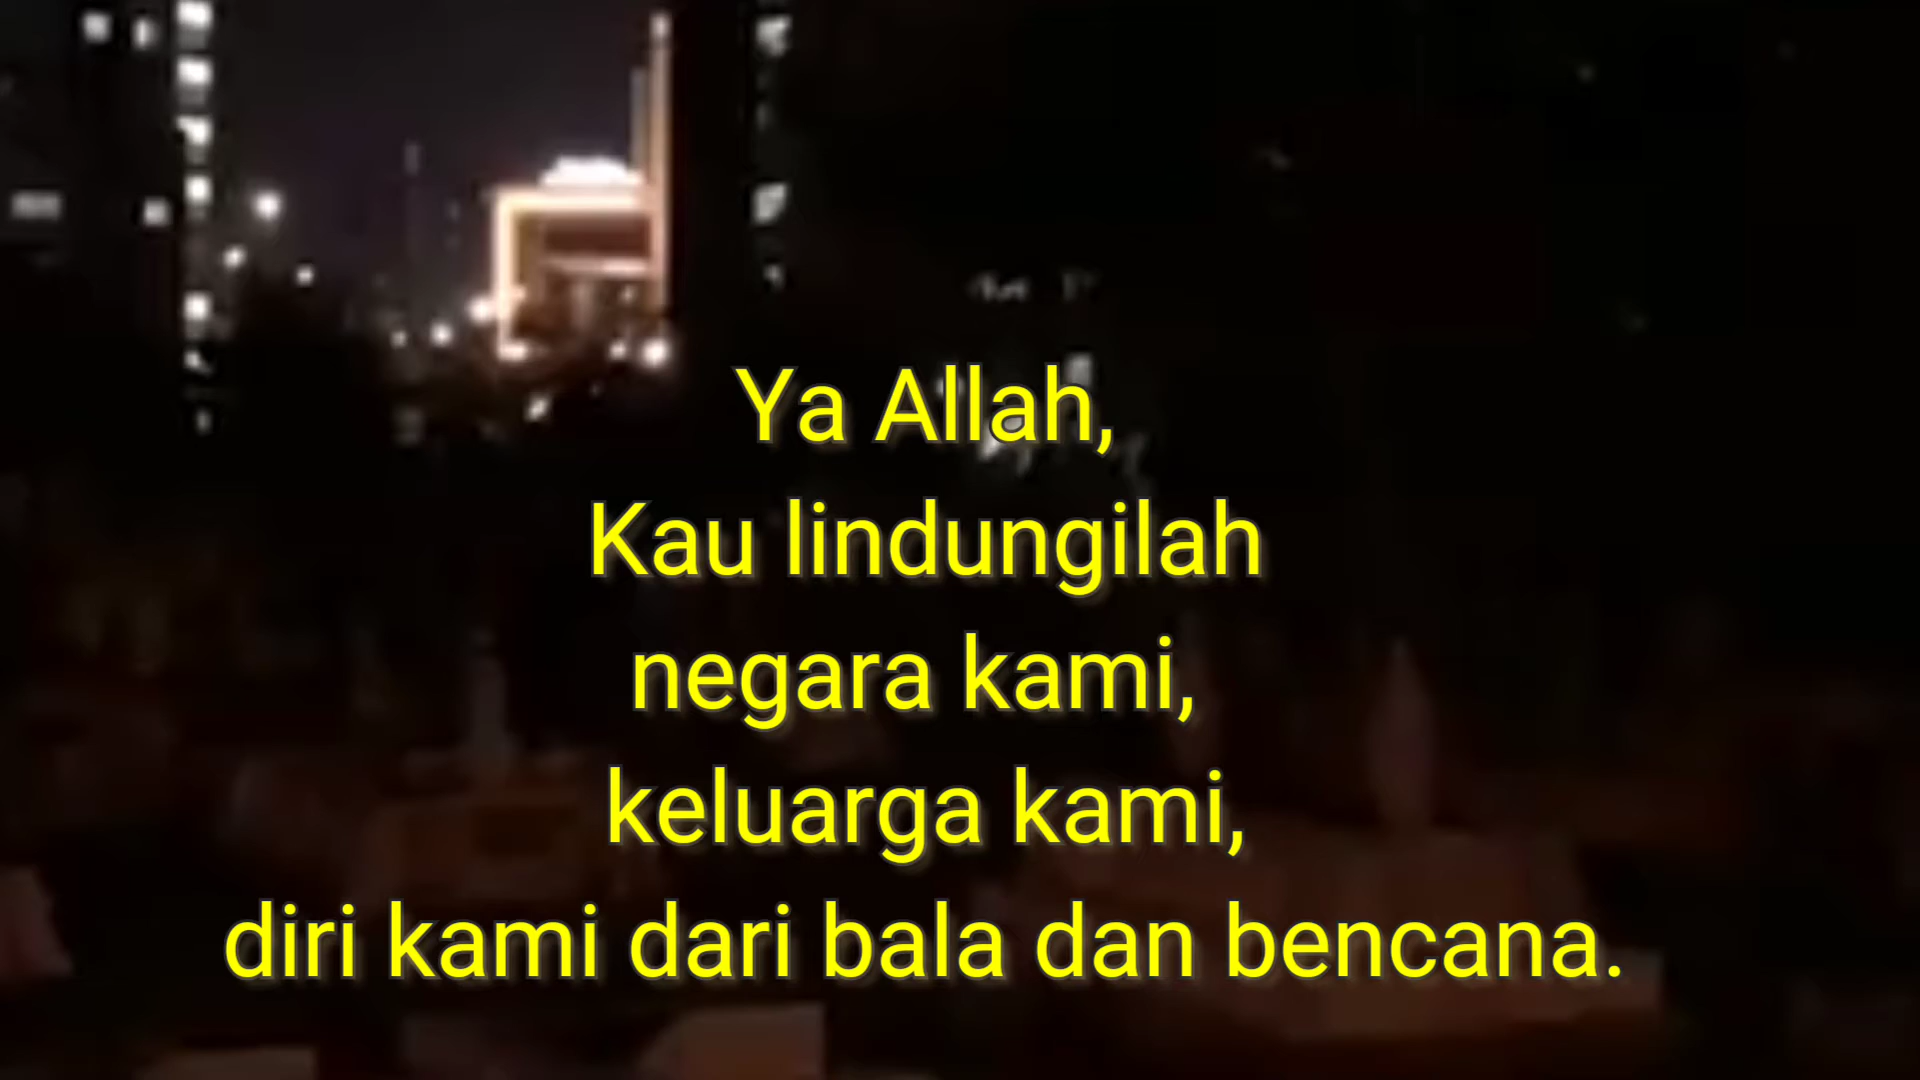 Ya Allah,
Kau lindungilah
negara kami,
keluarga kami,
diri kami dari bala dan bencana.